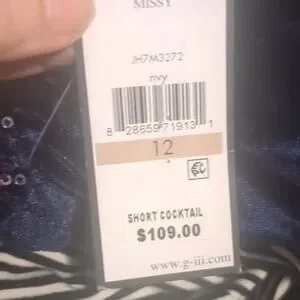 MISSY
JH7M3272
nvy
8 28659 71913 1
12
SHORT COCKTAIL
$109.00
www.g-iii.com